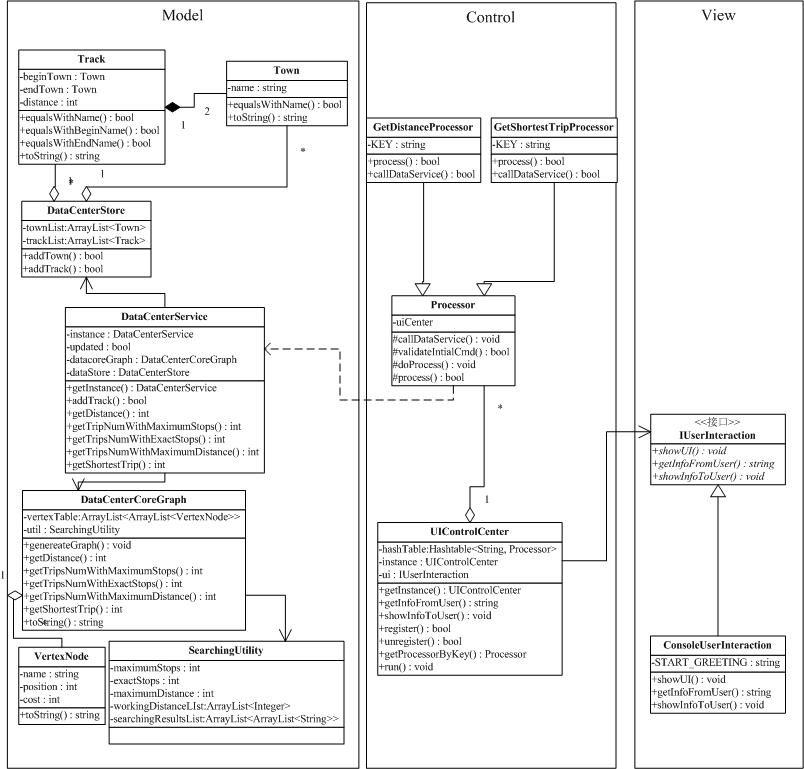 Model
Control
View
Track
-beginTown : Town
-endTown : Town
-distance : int
+equalsWithName() : bool
+equalsWithBeginName() : bool
+equalsWithEndName() : bool
+toString() : string
Town
-name : string
+equalsWithName() : bool
+toString() : string
1
2
1
*
*
DataCenterStore
-townList:ArrayList<Town>
-trackList:ArrayList<Track>
+addTown() : bool
+addTrack() : bool
DataCenterService
-instance : DataCenterService
-updated : bool
-datacoreGraph : DataCenterCoreGraph
-dataStore : DataCenterStore
+getInstance() : DataCenterService
+addTrack() : bool
+getDistance() : int
+getTripNumWithMaximumStops() : int
+getTripsNumWithExactStops() : int
+getTripsNumWithMaximumDistance() : int
+getShortestTrip() : int
DataCenterCoreGraph
-vertexTable:ArrayList<ArrayList<VertexNode>>
-util : SearchingUtility
+genereateGraph() : void
+getDistance() : int
+getTripsNumWithMaximumStops() : int
+getTripsNumWithExactStops() : int
+getTripsNumWithMaximumDistance() : int
+getShortestTrip() : int
+toString() : string
1
*
VertexNode
-name : string
-position : int
-cost : int
+toString() : string
SearchingUtility
-maximumStops : int
-exactStops : int
-maximumDistance : int
-workingDistanceLIst:ArrayList<Integer>
-searchingResultsList:ArrayList<ArrayList<String>>
GetDistanceProcessor
-KEY : string
+process() : bool
+callDataService() : bool
GetShortestTripProcessor
-KEY : string
+process() : bool
+callDataService() : bool
Processor
-uiCenter
#callDataService() : void
#validateIntialCmd() : bool
#doProcess() : void
#process() : bool
*
1
UIControlCenter
-hashTable:Hashtable<String, Processor>
-instance : UIControlCenter
-ui : IUserInteraction
+getInstance() : UIControlCenter
+getInfoFromUser() : string
+showInfoToUser() : void
+register() : bool
+unregister() : bool
+getProcessorByKey() : Processor
+run() : void
<<接口>>
IUserInteraction
+showUI() : void
+getInfoFromUser() : string
+showInfoToUser() : void
ConsoleUserInteraction
-START_GREETING : string
+showUI() : void
+getInfoFromUser() : string
+showInfoToUser() : void